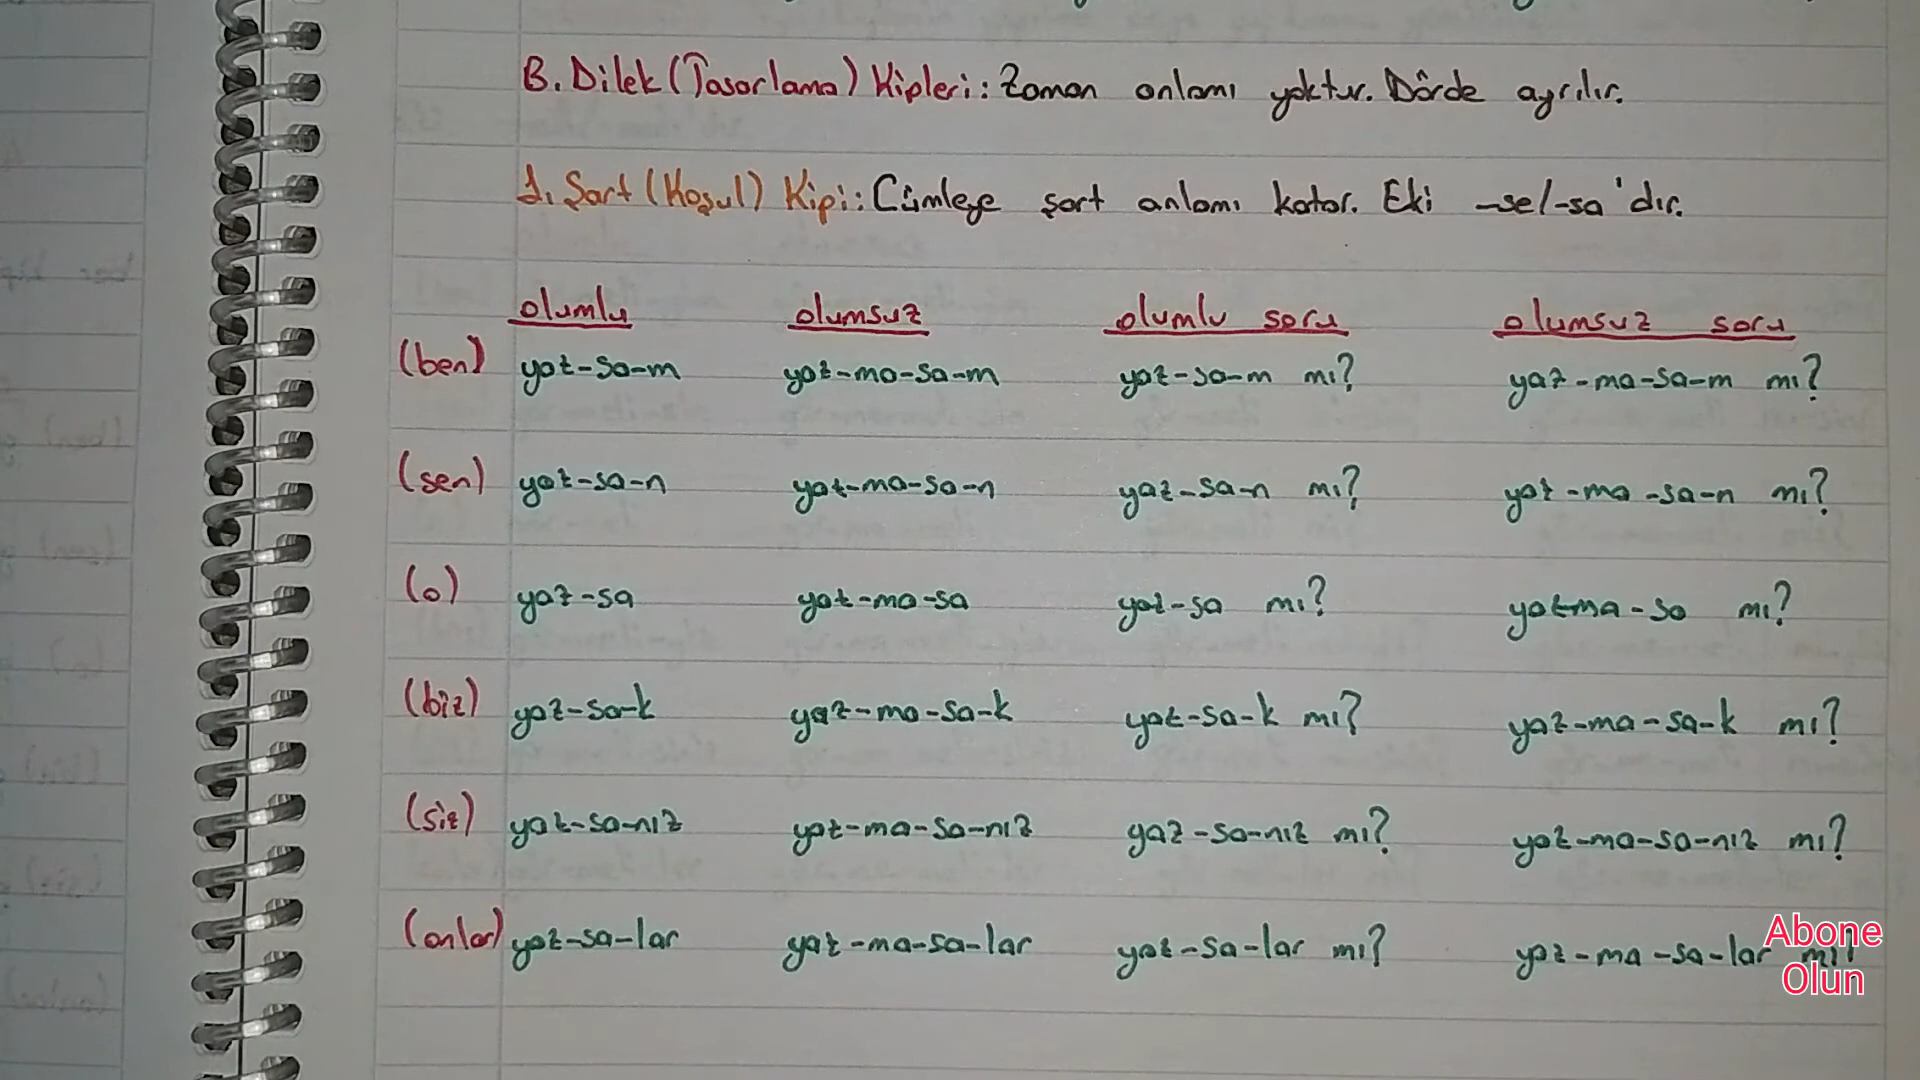 B. Dilek (Tasarlama) Kipleri: Zaman anlamı yoktur. Dörde ayrılır.
1. Şart (Koşul) Kipi: Cümleye şart anlamı katar. Eki -se/-sa'dır.
olumlu olumsuz olumlu soru olumsuz soru
(ben) yaz-sa-m yaz-ma-sa-m yaz-sa-m mı? yaz-ma-sa-m mı?
(sen) yaz-sa-n yaz-ma-sa-n yaz-sa-n mı? yaz-ma-sa-n mı?
(o) yaz-sa yaz-ma-sa yaz-sa mı? yazma-sa mı?
(biz) yaz-sa-k yaz-ma-sa-k yaz-sa-k mı? yaz-ma-sa-k mı?
(siz) yaz-sa-nız yaz-ma-sa-nız yaz-sa-nız mı? yaz-ma-sa-nız mı?
(onlar) yaz-sa-lar yaz-ma-sa-lar yaz-sa-lar mı? yaz-ma-sa-lar mı?
Abone
Olun